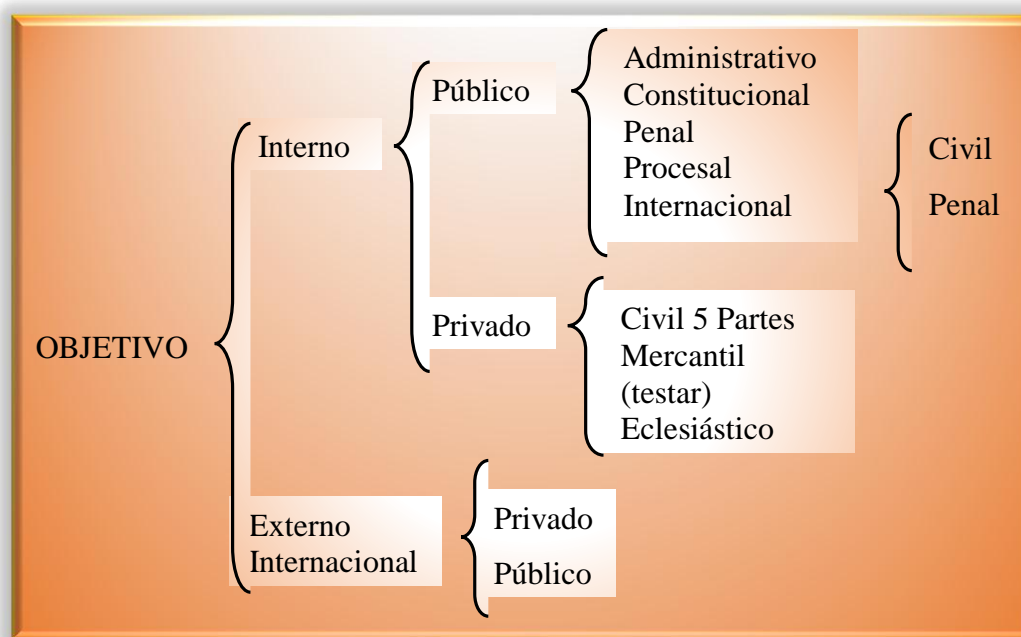 OBJETIVO
Interno
Público
Administrativo
Constitucional
Penal
Procesal
Internacional
Civil
Penal
Privado
Civil 5 Partes
Mercantil
(testar)
Eclesiástico
Externo
Internacional
Privado
Público